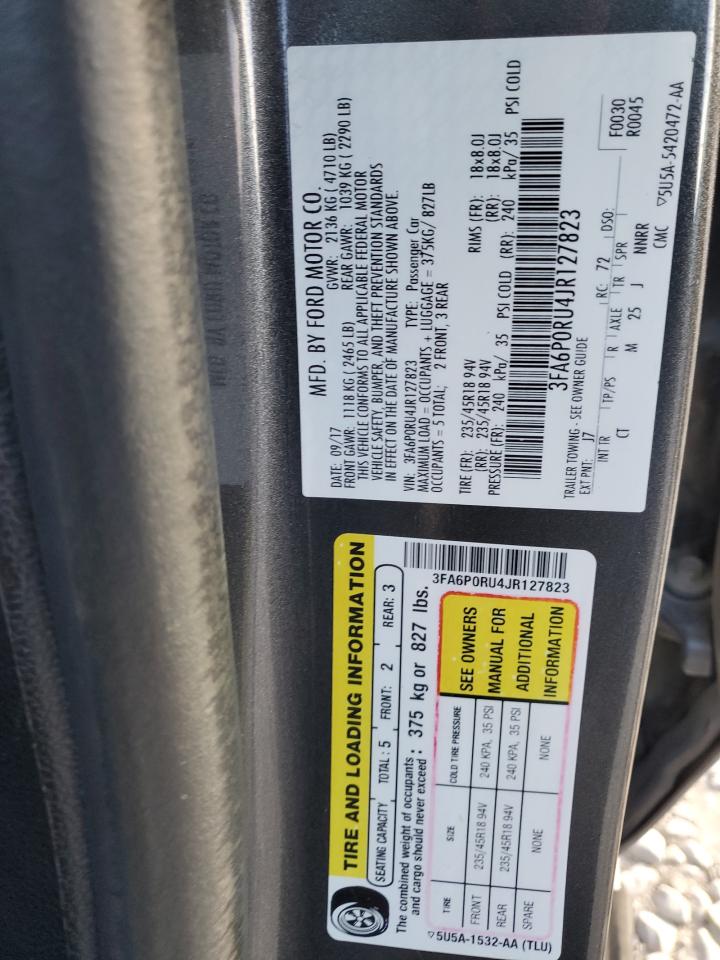 MFD. BY FORD MOTOR CO.
DATE: 09/17 GVWR: 2136 KG ( 4710 LB)
FRONT GAWR: 1118 KG ( 2465 LB) REAR GAWR: 1039 KG ( 2290 LB)
THIS VEHICLE CONFORMS TO ALL APPLICABLE FEDERAL MOTOR
VEHICLE SAFETY, BUMPER, AND THEFT PREVENTION STANDARDS
IN EFFECT ON THE DATE OF MANUFACTURE SHOWN ABOVE.
VIN: 3FA6P0RU4JR127823 TYPE: Passenger Car
MAXIMUM LOAD = OCCUPANTS + LUGGAGE = 375KG/ 827LB
OCCUPANTS = 5 TOTAL; 2 FRONT, 3 REAR
TIRE (FR): 235/45R18 94V RIMS (FR): 18x8.0J
(RR): 235/45R18 94V (RR): 18x8.0J
PRESSURE (FR): 240 kPa/ 35 PSI COLD (RR): 240 kPa/ 35 PSI COLD
3FA6P0RU4JR127823
TRAILER TOWING - SEE OWNER GUIDE
EXT PNT: J7 RC: 72 DSO: F0030
R0045
INT TR TP/PS R AXLE TR SPR
CT M 25 J NNRR
CMC ▽5U5A-5420472-AA
TIRE AND LOADING INFORMATION
SEATING CAPACITY TOTAL : 5 FRONT: 2 REAR: 3
The combined weight of occupants
and cargo should never exceed : 375 kg or 827 lbs.
3FA6P0RU4JR127823
TIRE SIZE COLD TIRE PRESSURE
FRONT 235/45R18 94V 240 KPA, 35 PSI
REAR 235/45R18 94V 240 KPA, 35 PSI
SPARE NONE NONE
SEE OWNERS
MANUAL FOR
ADDITIONAL
INFORMATION
▽5U5A-1532-AA (TLU)